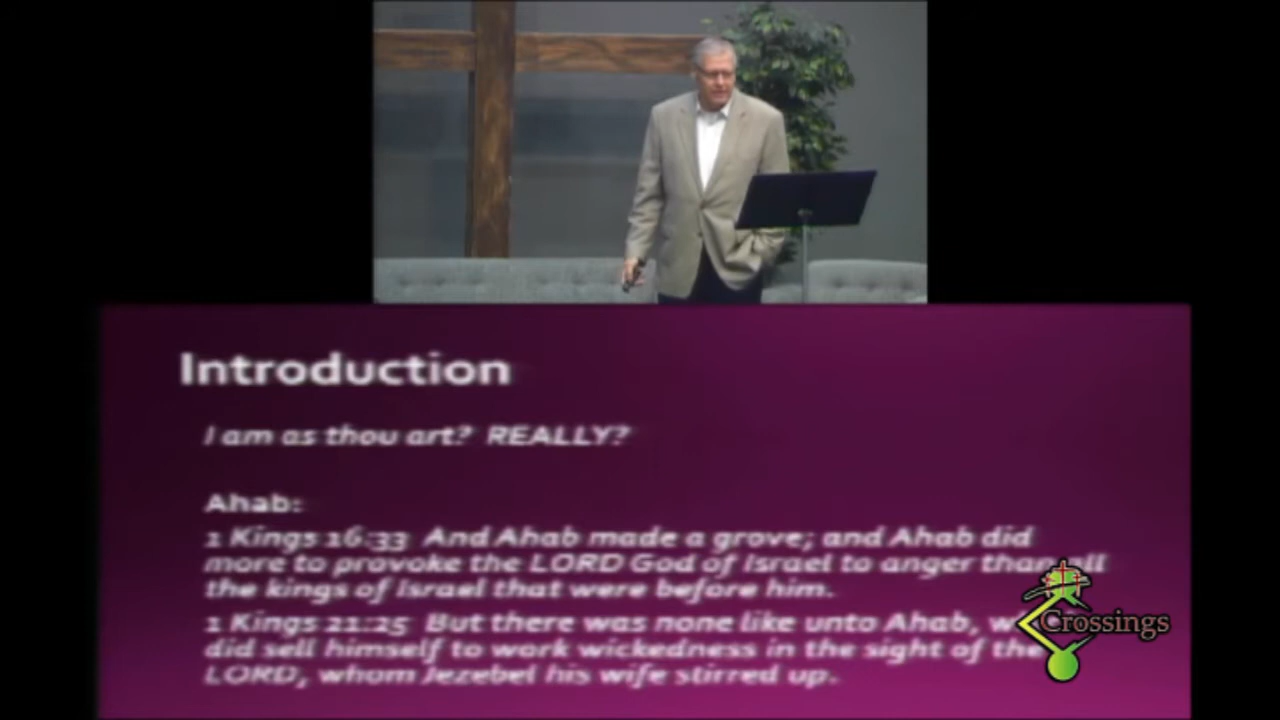 Introduction
I am as thou art? REALLY?
Ahab:
1 Kings 16:33 And Ahab made a grove; and Ahab did
more to provoke the LORD God of Israel to anger than all
the kings of Israel that were before him.
1 Kings 21:25 But there was none like unto Ahab,
did sell himself to work wickedness in the sight of the
LORD, whom Jezebel his wife stirred up.
Crossings